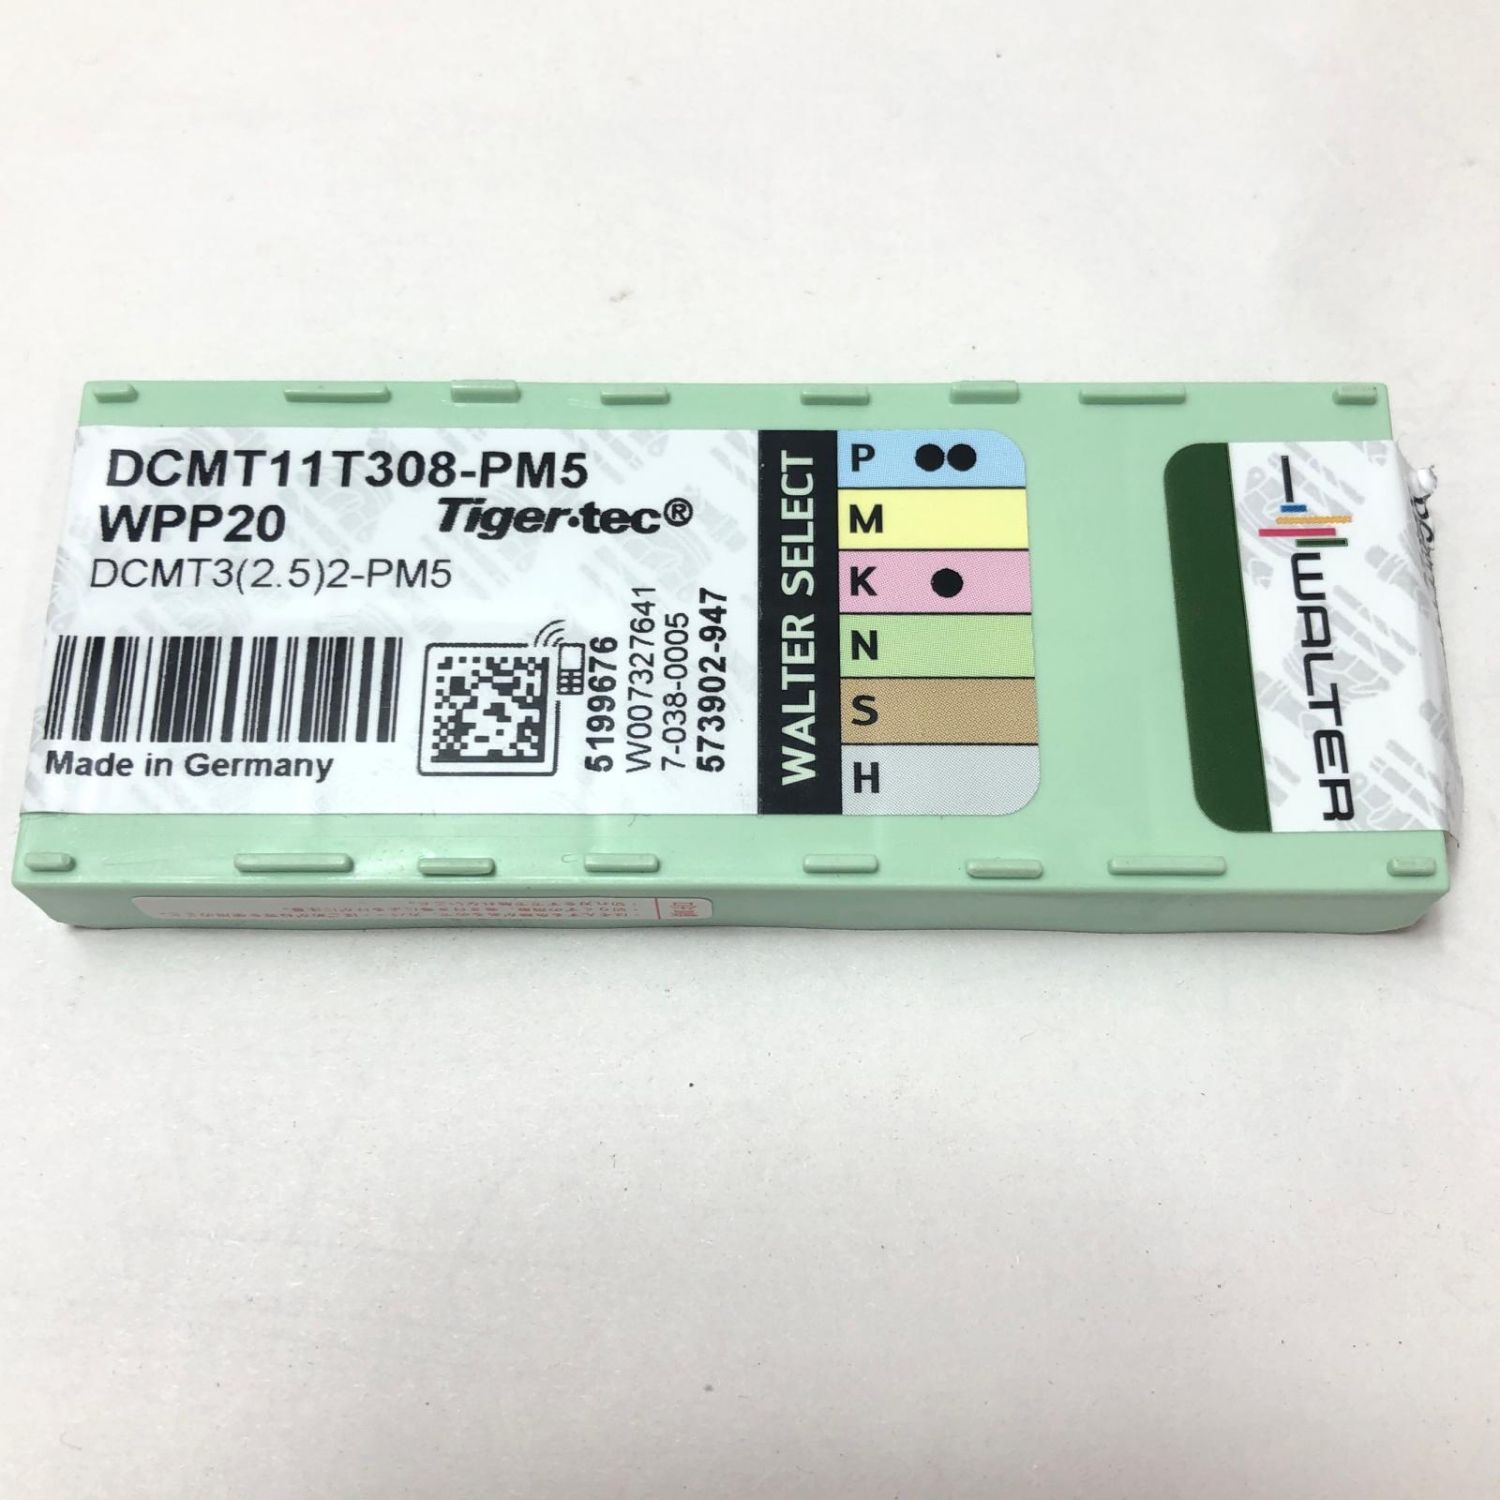 DCMT11T308-PM5
WPP20
Tiger·tec®
DCMT3(2.5)2-PM5
Made in Germany
5199676
W007327641
7-038-0005
573902-947
WALTER SELECT
P
M
K
N
S
H
WALTER